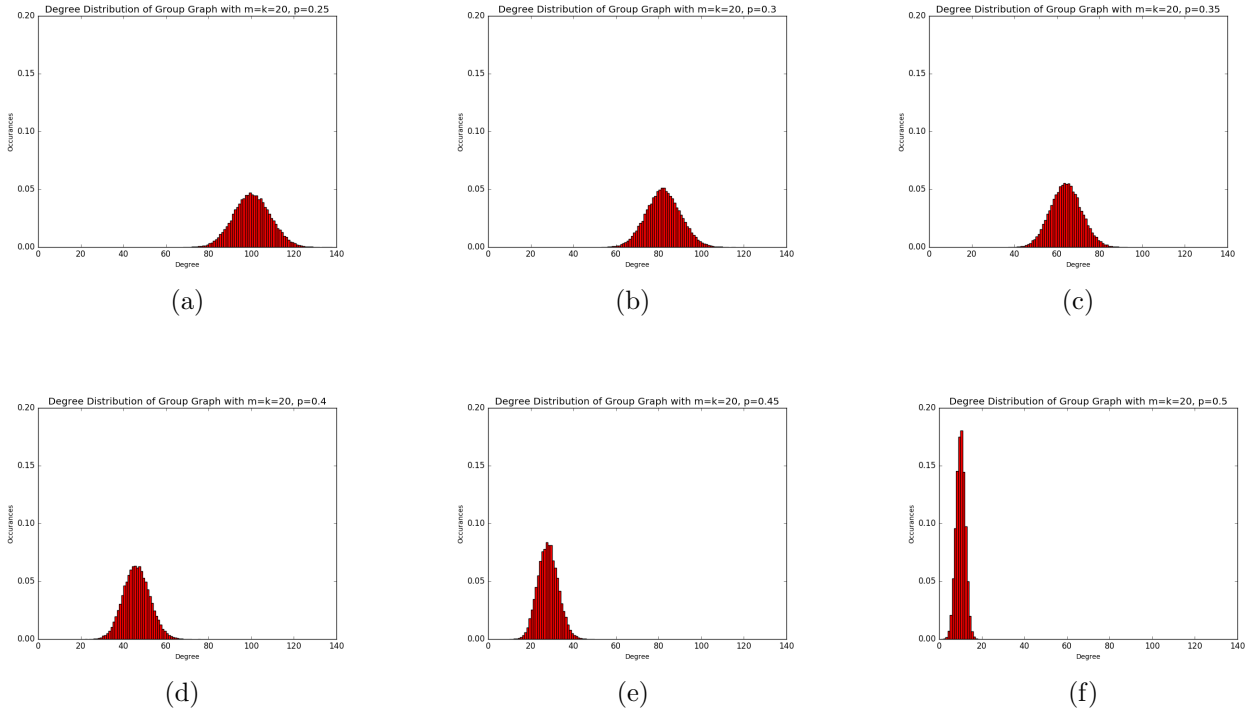 Degree Distribution of Group Graph with m=k=20, p=0.25
0.20
0.15
0.10
0.05
0.00
Occurances
0 20 40 60 80 100 120 140
Degree
(a)
Degree Distribution of Group Graph with m=k=20, p=0.3
0.20
0.15
0.10
0.05
0.00
Occurances
0 20 40 60 80 100 120 140
Degree
(b)
Degree Distribution of Group Graph with m=k=20, p=0.35
0.20
0.15
0.10
0.05
0.00
Occurances
0 20 40 60 80 100 120 140
Degree
(c)
Degree Distribution of Group Graph with m=k=20, p=0.4
0.20
0.15
0.10
0.05
0.00
Occurances
0 20 40 60 80 100 120 140
Degree
(d)
Degree Distribution of Group Graph with m=k=20, p=0.45
0.20
0.15
0.10
0.05
0.00
Occurances
0 20 40 60 80 100 120 140
Degree
(e)
Degree Distribution of Group Graph with m=k=20, p=0.5
0.20
0.15
0.10
0.05
0.00
Occurances
0 20 40 60 80 100 120 140
Degree
(f)